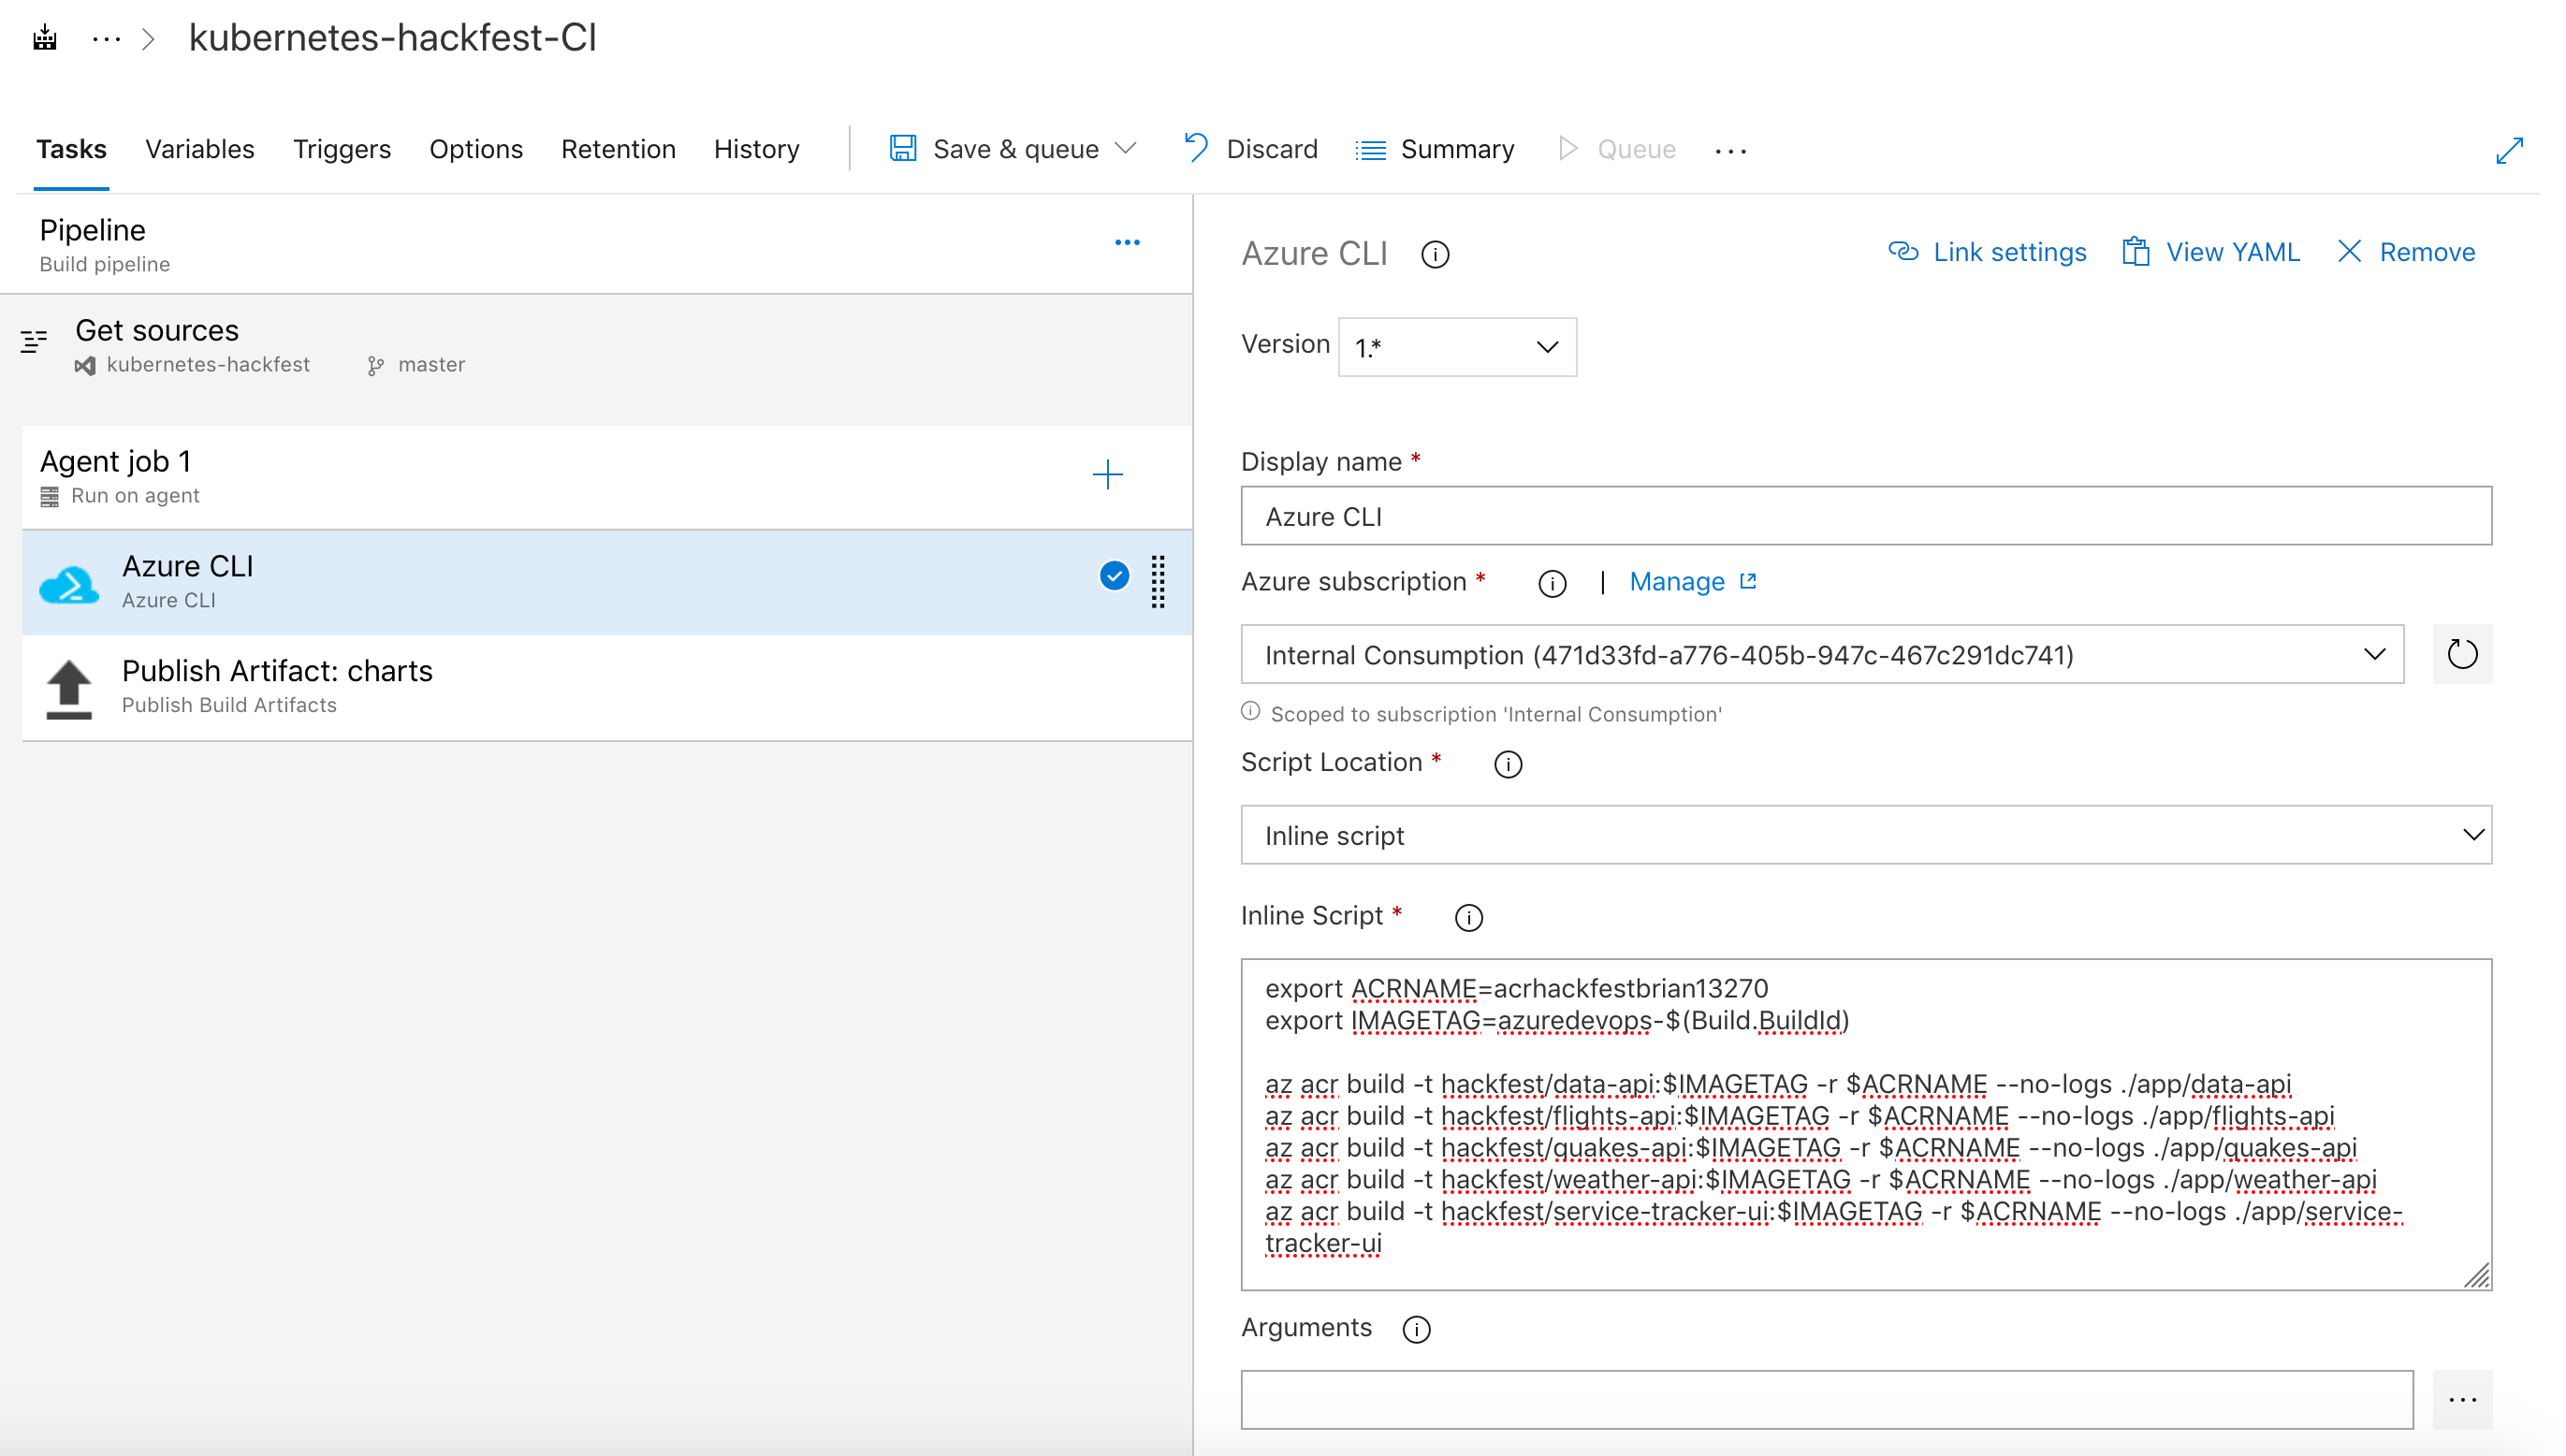 kubernetes-hackfest-CI
Tasks Variables Triggers Options Retention History Save & queue Discard Summary Queue
Pipeline
Build pipeline
Get sources
kubernetes-hackfest master
Agent job 1
Run on agent
Azure CLI
Azure CLI
Publish Artifact: charts
Publish Build Artifacts
Azure CLI Link settings View YAML Remove
Version 1.*
Display name *
Azure CLI
Azure subscription * | Manage
Internal Consumption (471d33fd-a776-405b-947c-467c291dc741)
Scoped to subscription 'Internal Consumption'
Script Location *
Inline script
Inline Script *
export ACRNAME=acrhackfestbrian13270
export IMAGETAG=azuredevops-$(Build.BuildId)
az acr build -t hackfest/data-api:$IMAGETAG -r $ACRNAME --no-logs ./app/data-api
az acr build -t hackfest/flights-api:$IMAGETAG -r $ACRNAME --no-logs ./app/flights-api
az acr build -t hackfest/quakes-api:$IMAGETAG -r $ACRNAME --no-logs ./app/quakes-api
az acr build -t hackfest/weather-api:$IMAGETAG -r $ACRNAME --no-logs ./app/weather-api
az acr build -t hackfest/service-tracker-ui:$IMAGETAG -r $ACRNAME --no-logs ./app/service-
tracker-ui
Arguments